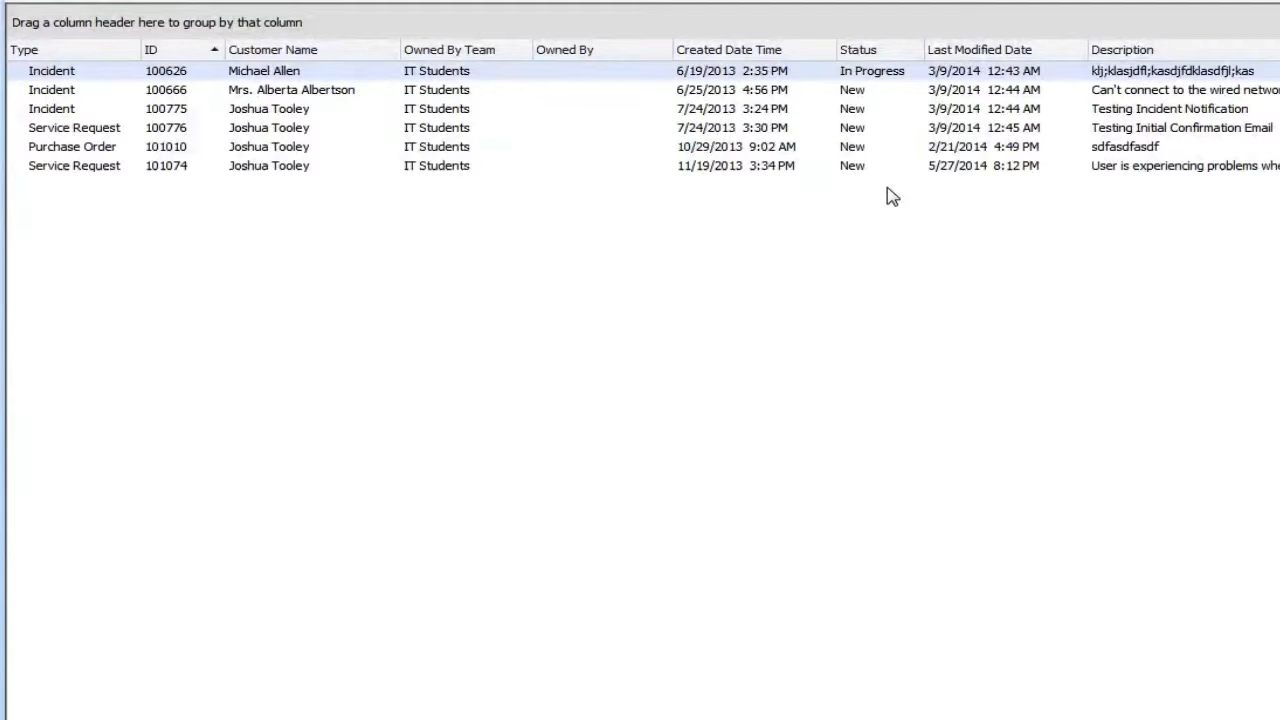 Drag a column header here to group by that column
Type ID Customer Name Owned By Team Owned By Created Date Time Status Last Modified Date Description
Incident 100626 Michael Allen IT Students 6/19/2013 2:35 PM In Progress 3/9/2014 12:43 AM klj;klasjdfl;kasdjfdklasdfjl;kas
Incident 100666 Mrs. Alberta Albertson IT Students 6/25/2013 4:56 PM New 3/9/2014 12:44 AM Can't connect to the wired
Incident 100775 Joshua Tooley IT Students 7/24/2013 3:24 PM New 3/9/2014 12:44 AM Testing Incident Notification
Service Request 100776 Joshua Tooley IT Students 7/24/2013 3:30 PM New 3/9/2014 12:45 AM Testing Initial Confirmation Email
Purchase Order 101010 Joshua Tooley IT Students 10/29/2013 9:02 AM New 2/21/2014 4:49 PM sdfasdfasdf
Service Request 101074 Joshua Tooley IT Students 11/19/2013 3:34 PM New 5/27/2014 8:12 PM User is experiencing problems